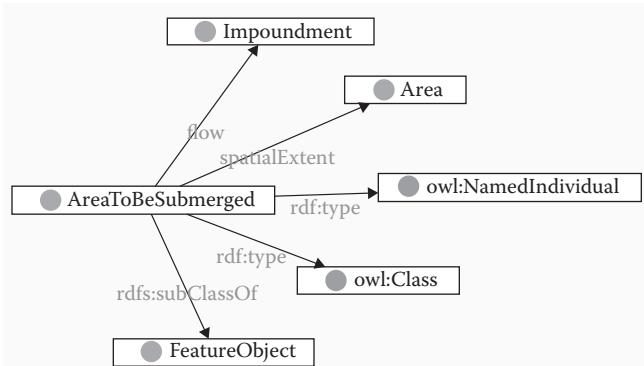 Impoundment
Area
flow
spatialExtent
owl:NamedIndividual
AreaToBeSubmerged
rdf:type
rdf:type
owl:Class
rdfs:subClassOf
FeatureObject